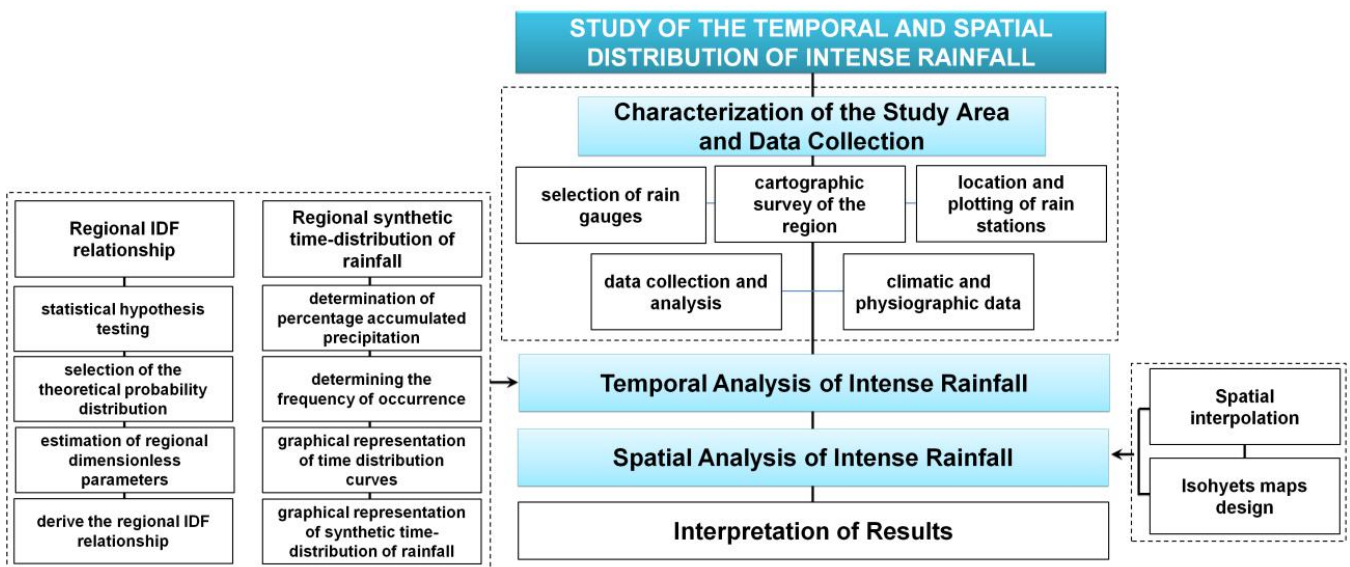 STUDY OF THE TEMPORAL AND SPATIAL
DISTRIBUTION OF INTENSE RAINFALL
Characterization of the Study Area
and Data Collection
selection of rain
gauges
cartographic
survey of the
region
location and
plotting of rain
stations
data collection and
analysis
climatic and
physiographic data
Regional IDF
relationship
statistical hypothesis
testing
selection of the
theoretical probability
distribution
estimation of regional
dimensionless
parameters
derive the regional IDF
relationship
Regional synthetic
time-distribution of
rainfall
determination of
percentage accumulated
precipitation
determining the
frequency of occurrence
graphical representation
of time distribution
curves
graphical representation
of synthetic time-
distribution of rainfall
Temporal Analysis of Intense Rainfall
Spatial Analysis of Intense Rainfall
Spatial
interpolation
Isohyets maps
design
Interpretation of Results